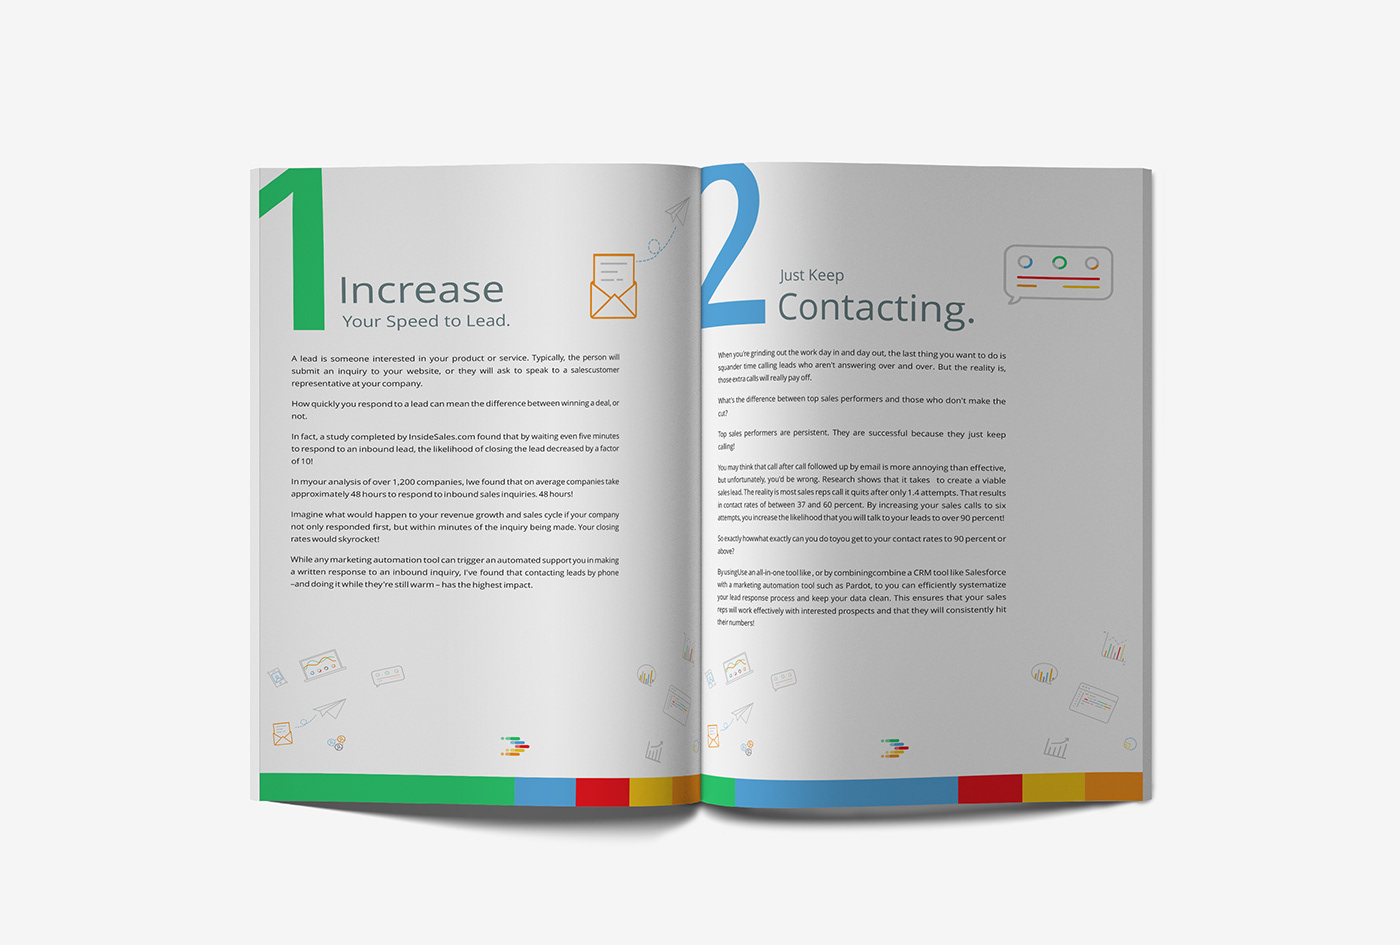 1
Increase
Your Speed to Lead.
A lead is someone interested in your product or service. Typically, the person will
submit an inquiry to your website, or they will ask to speak to a salescustomer
representative at your company.
How quickly you respond to a lead can mean the difference between winning a deal, or
not.
In fact, a study completed by InsideSales.com found that by waiting even five minutes
to respond to an inbound lead, the likelihood of closing the lead decreased by a factor
of 10!
In myour analysis of over 1,200 companies, Iwe found that on average companies take
approximately 48 hours to respond to inbound sales inquiries. 48 hours!
Imagine what would happen to your revenue growth and sales cycle if your company
not only responded first, but within minutes of the inquiry being made. Your closing
rates would skyrocket!
While any marketing automation tool can trigger an automated support you in making
a written response to an inbound inquiry, I've found that contacting leads by phone
–and doing it while they're still warm – has the highest impact.
2
Just Keep
Contacting.
When you're grinding out the work day in and day out, the last thing you want to do is
squander time calling leads who aren't answering over and over. But the reality is,
those extra calls will really pay off.
What's the difference between top sales performers and those who don't make the
cut?
Top sales performers are persistent. They are successful because they just keep
calling!
You may think that call after call followed up by email is more annoying than effective,
but unfortunately, you'd be wrong. Research shows that it takes to create a viable
sales lead. The reality is most sales reps call it quits after only 1.4 attempts. That results
in contact rates of between 37 and 60 percent. By increasing your sales calls to six
attempts, you increase the likelihood that you will talk to your leads to over 90 percent!
So exactly howwhat exactly can you do toyou get to your contact rates to 90 percent or
above?
By usingUse an all-in-one tool like , or by combiningcombine a CRM tool like Salesforce
with a marketing automation tool such as Pardot, to you can efficiently systematize
your lead response process and keep your data clean. This ensures that your sales
reps will work effectively with interested prospects and that they will consistently hit
their numbers!